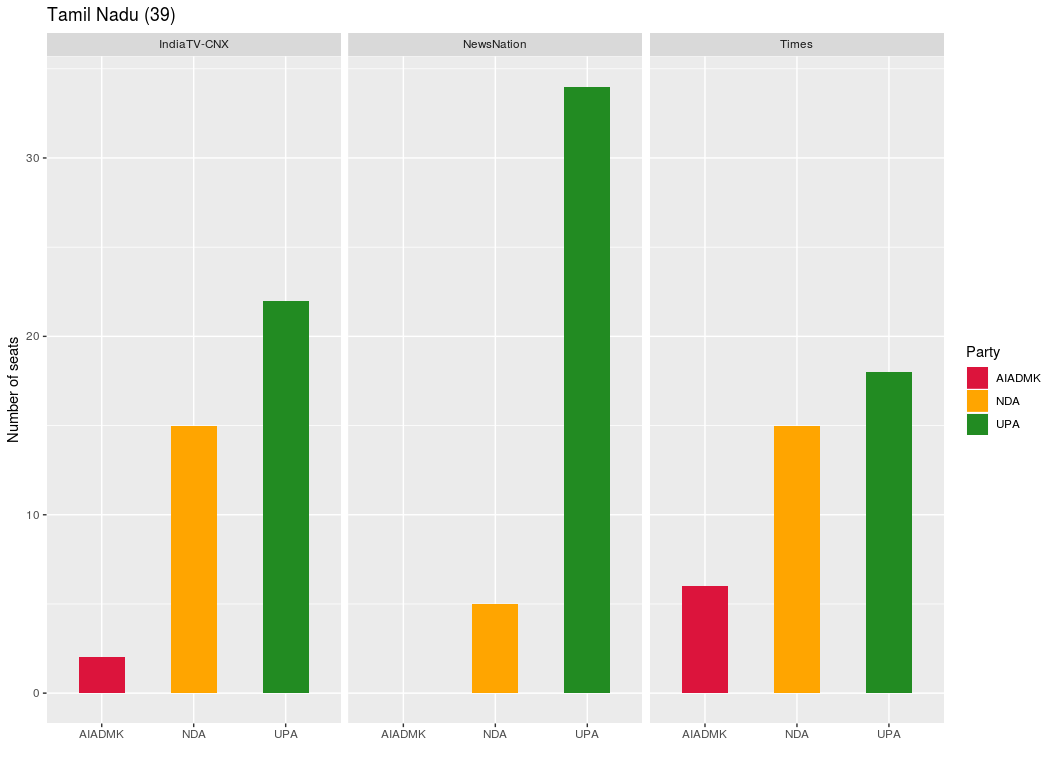 Tamil Nadu (39)
IndiaTV-CNX
NewsNation
Times
Number of seats
30
20
10
0
AIADMK
NDA
UPA
AIADMK
NDA
UPA
AIADMK
NDA
UPA
Party
AIADMK
NDA
UPA